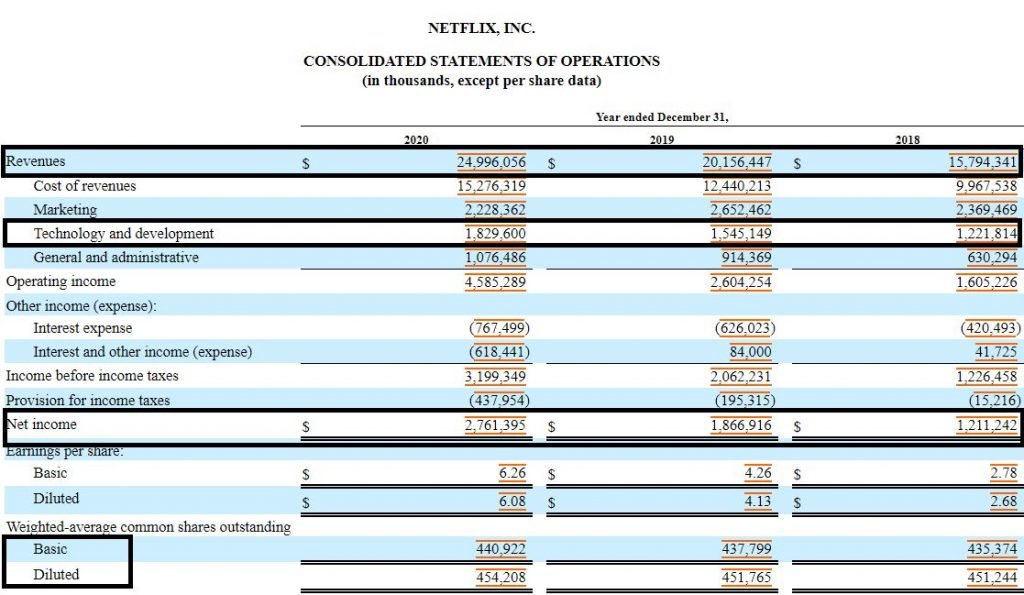 NETFLIX, INC.
CONSOLIDATED STATEMENTS OF OPERATIONS
(in thousands, except per share data)
Year ended December 31,
2020 2019 2018
Revenues $ 24,996,056 $ 20,156,447 $ 15,794,341
Cost of revenues 15,276,319 12,440,213 9,967,538
Marketing 2,228,362 2,652,462 2,369,469
Technology and development 1,829,600 1,545,149 1,221,814
General and administrative 1,076,486 914,369 630,294
Operating income 4,585,289 2,604,254 1,605,226
Other income (expense):
Interest expense (767,499) (626,023) (420,493)
Interest and other income (expense) (618,441) 84,000 41,725
Income before income taxes 3,199,349 2,062,231 1,226,458
Provision for income taxes (437,954) (195,315) (15,216)
Net income $ 2,761,395 $ 1,866,916 $ 1,211,242
Earnings per share:
Basic $ 6.26 $ 4.26 $ 2.78
Diluted $ 6.08 $ 4.13 $ 2.68
Weighted-average common shares outstanding
Basic 440,922 437,799 435,374
Diluted 454,208 451,765 451,244